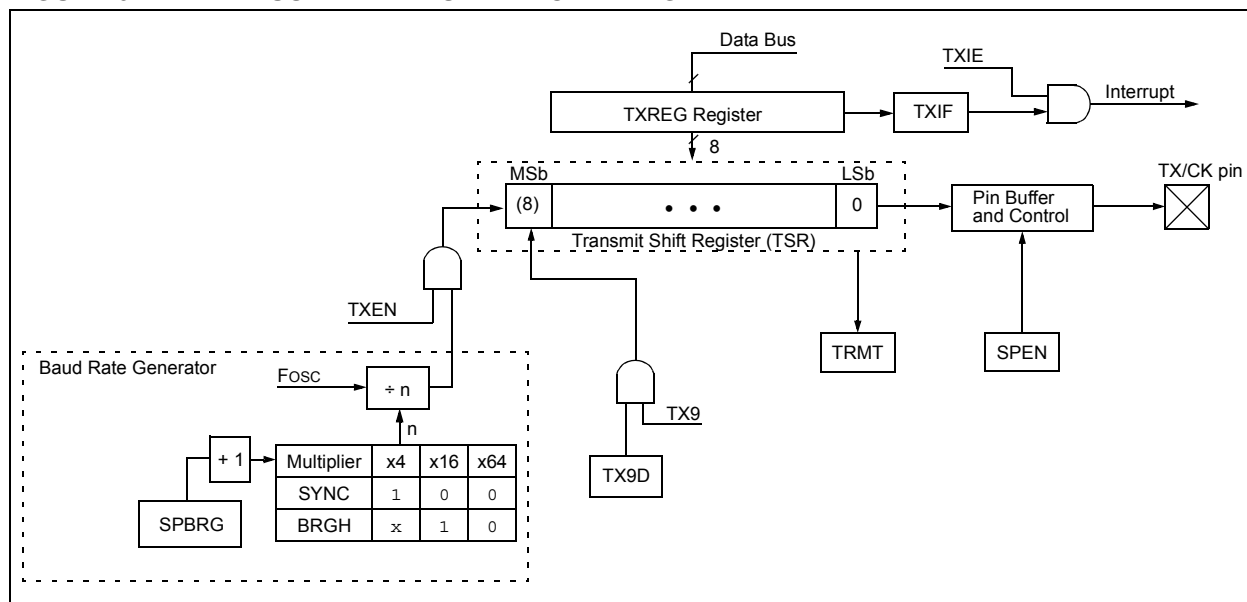 Data Bus
TXIE
Interrupt
TXREG Register
TXIF
8
MSb
LSb
TX/CK pin
(8)
• • •
0
Pin Buffer
and Control
Transmit Shift Register (TSR)
TXEN
TRMT
SPEN
Baud Rate Generator
FOSC
÷ n
TX9
n
+ 1
Multiplier x4 x16 x64
TX9D
SYNC 1 0 0
SPBRG
BRGH x 1 0